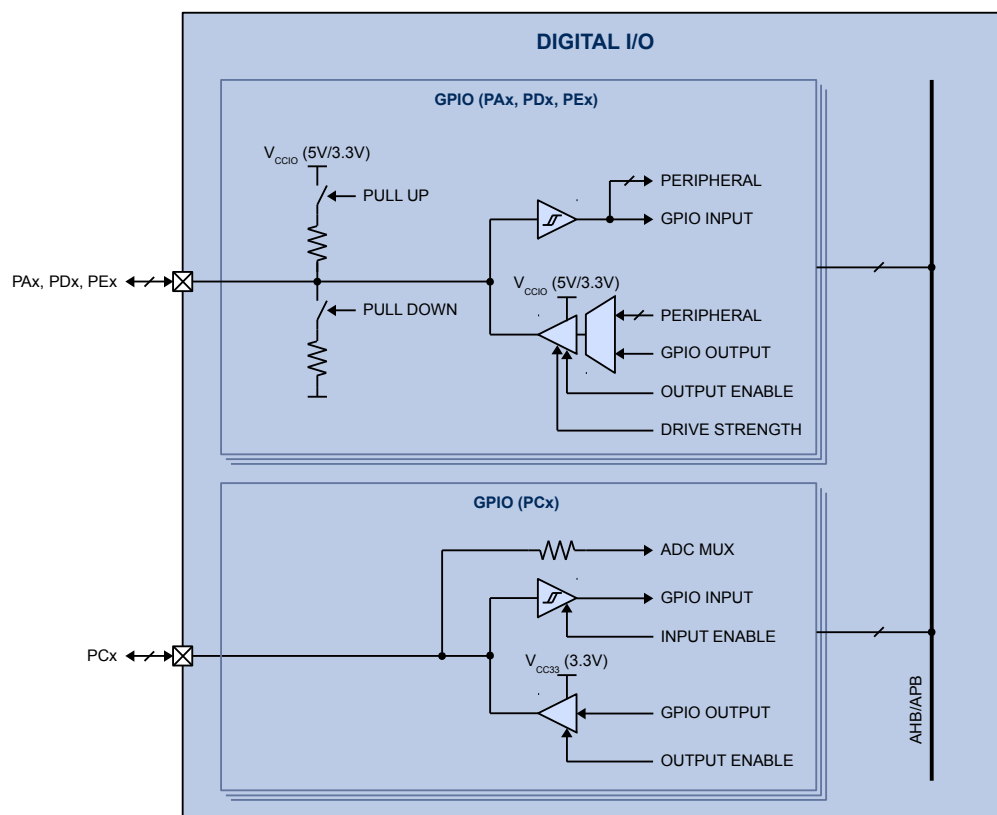 DIGITAL I/O
GPIO (PAx, PDx, PEx)
VCCIO (5V/3.3V)
PULL UP
PERIPHERAL
GPIO INPUT
PAx, PDx, PEx
VCCIO (5V/3.3V)
PULL DOWN
PERIPHERAL
GPIO OUTPUT
OUTPUT ENABLE
DRIVE STRENGTH
GPIO (PCx)
ADC MUX
GPIO INPUT
INPUT ENABLE
PCx
VCC33 (3.3V)
GPIO OUTPUT
OUTPUT ENABLE
AHB/APB